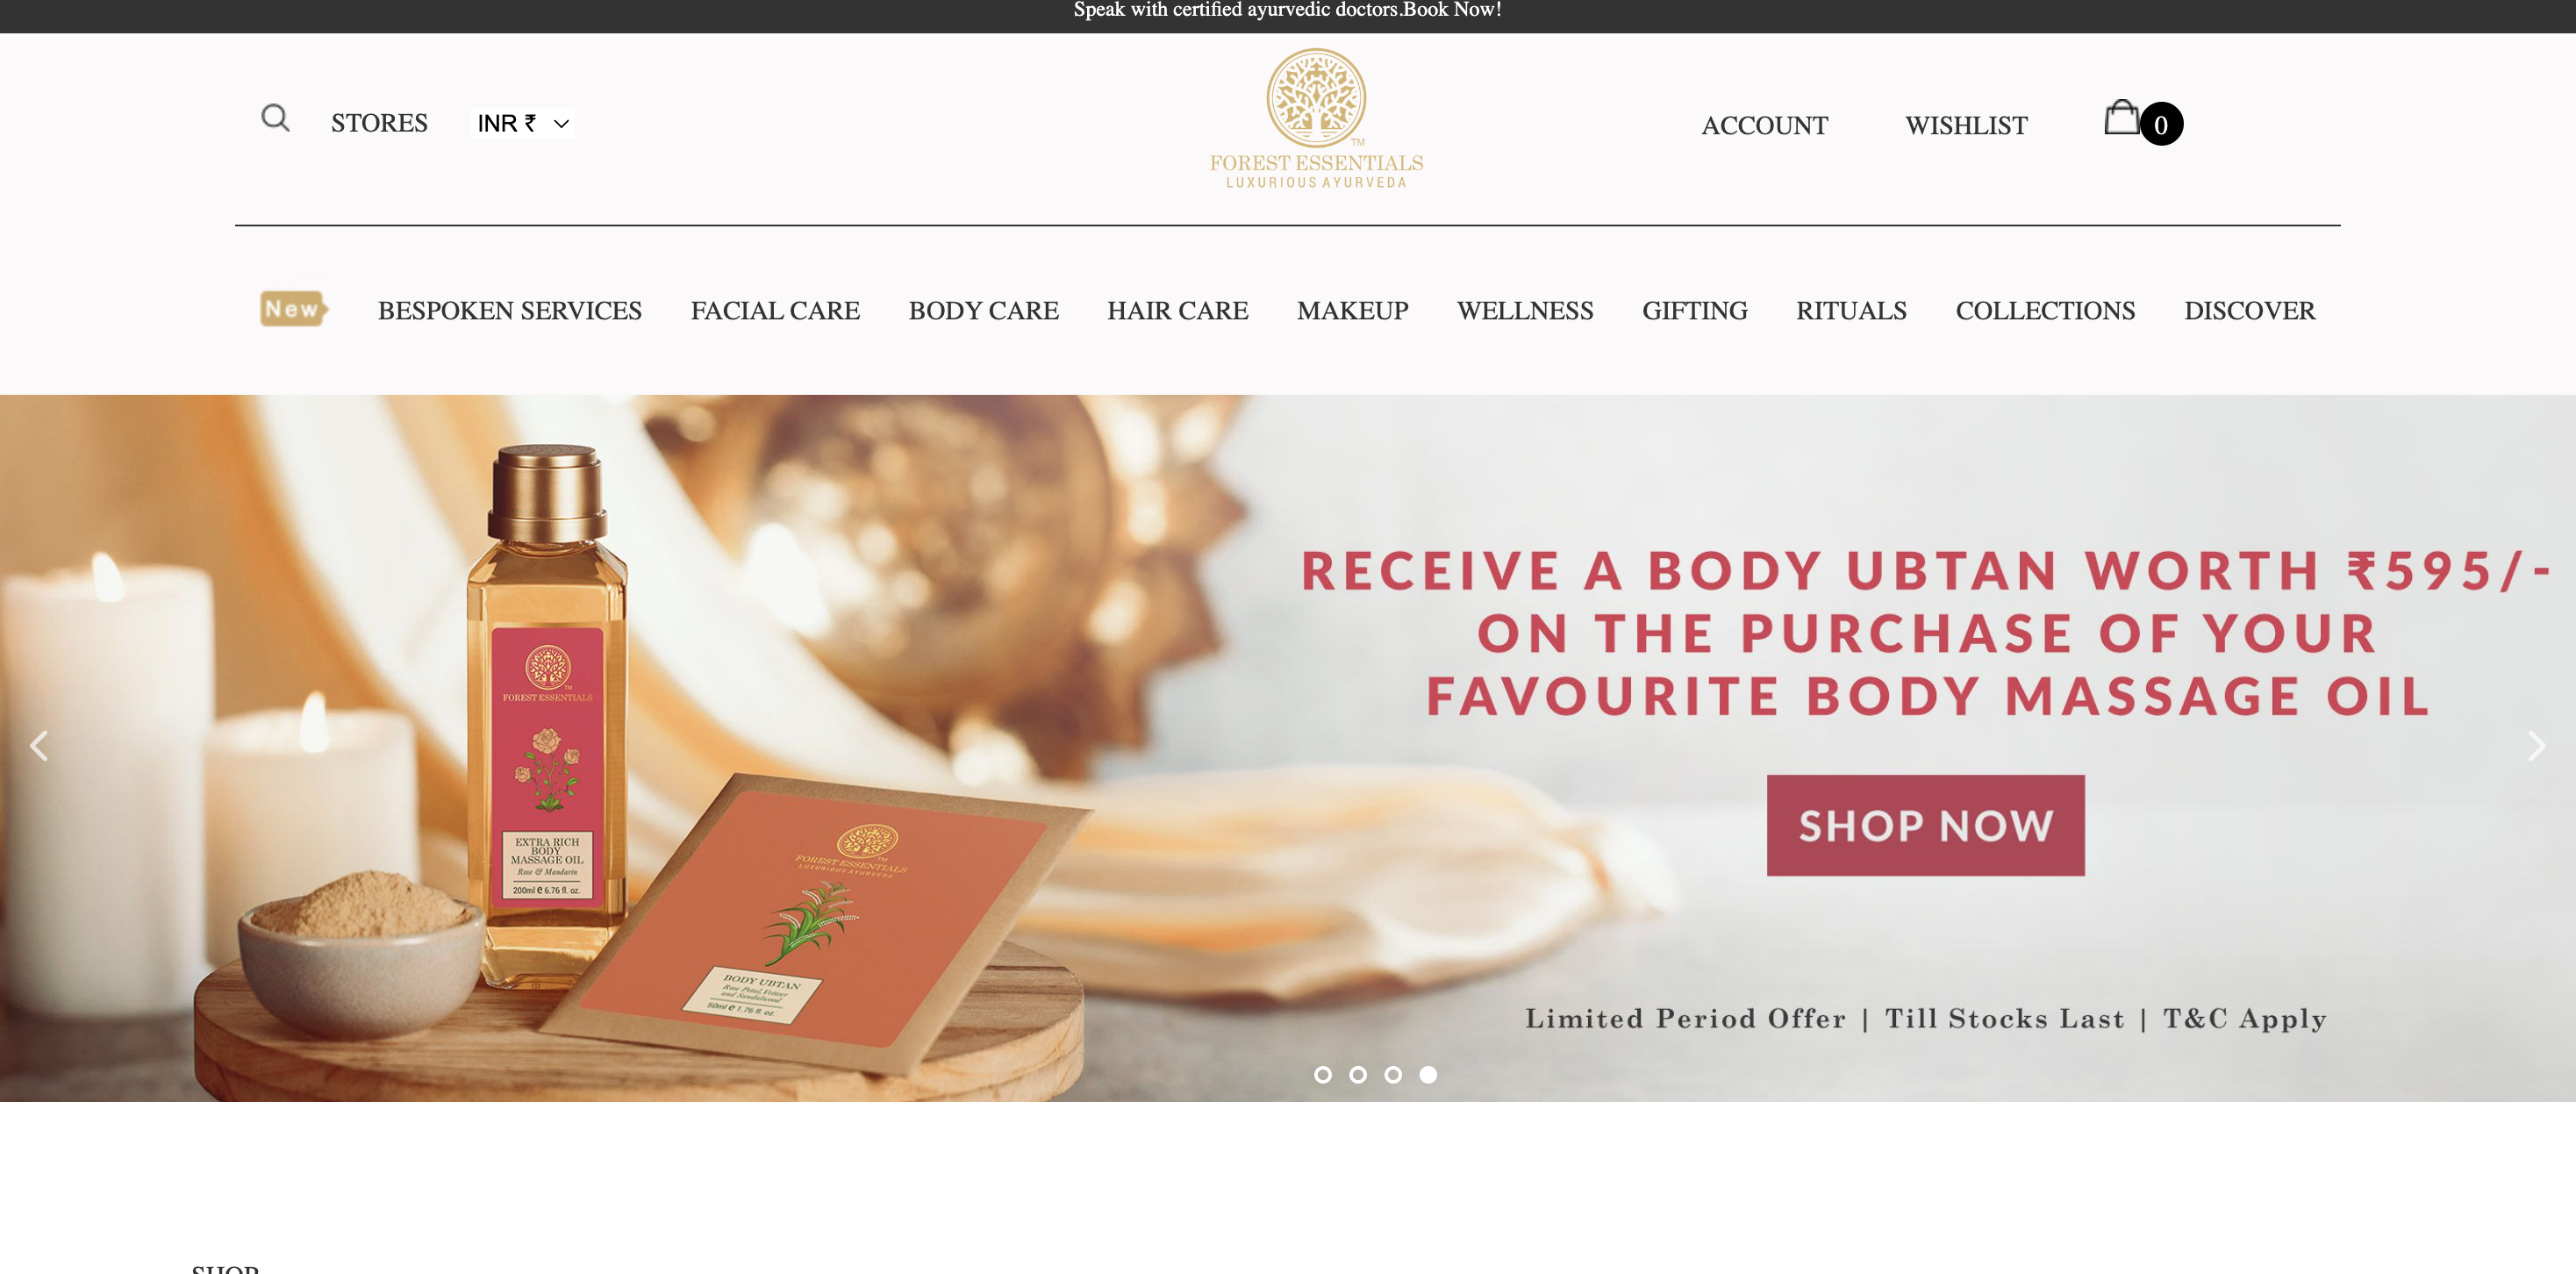 Speak with certified ayurvedic doctors.Book Now!
STORES INR ₹
TM
FOREST ESSENTIALS
LUXURIOUS AYURVEDA
ACCOUNT WISHLIST 0
New BESPOKEN SERVICES FACIAL CARE BODY CARE HAIR CARE MAKEUP WELLNESS GIFTING RITUALS COLLECTIONS DISCOVER
RECEIVE A BODY UBTAN WORTH ₹595/-
ON THE PURCHASE OF YOUR
FAVOURITE BODY MASSAGE OIL
SHOP NOW
Limited Period Offer | Till Stocks Last | T&C Apply
TM
FOREST ESSENTIALS
EXTRA RICH
BODY
MASSAGE OIL
Rose & Mandarin
200ml e 6.76 fl. oz.
TM
FOREST ESSENTIALS
LUXURIOUS AYURVEDA
BODY UBTAN
Rose Petal, Vetiver
and Sandalwood
50ml e 1.76 fl. oz.
SHOP